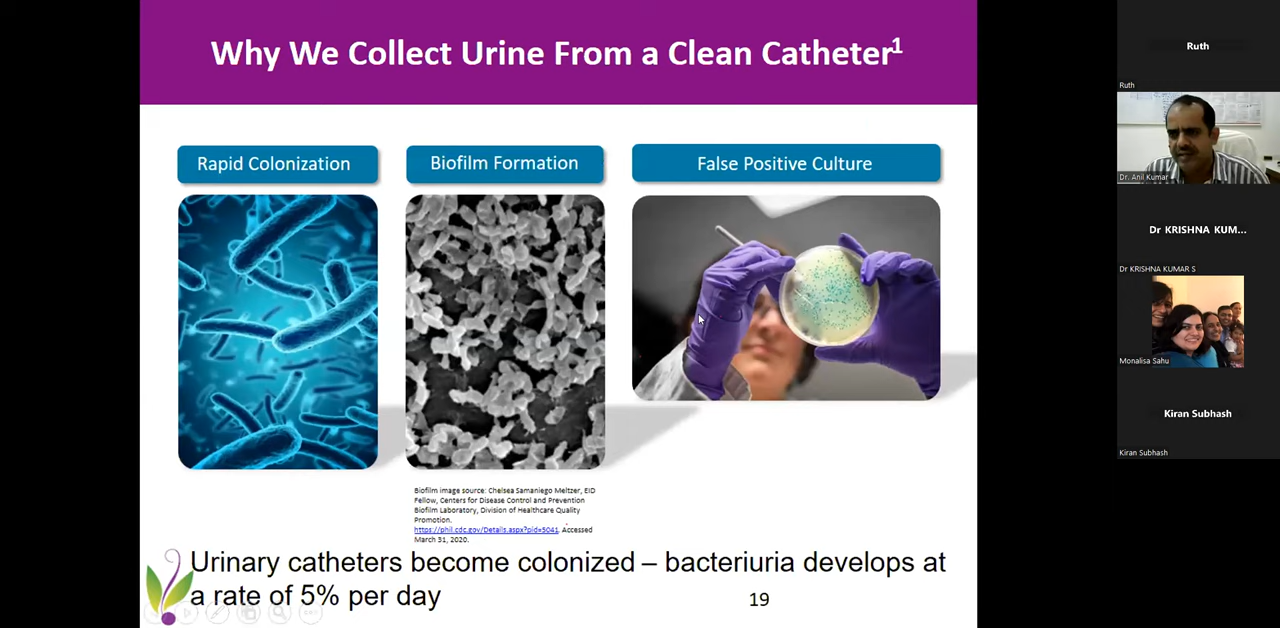 Why We Collect Urine From a Clean Catheter1
Rapid Colonization
Biofilm Formation
False Positive Culture
Biofilm image source: Chelsea Samaniego Meltzer, EID
Fellow, Centers for Disease Control and Prevention
Biofilm Laboratory, Division of Healthcare Quality
Promotion.
https://phil.cdc.gov/Details.aspx?pid=5041. Accessed
March 31, 2020.
Urinary catheters become colonized – bacteriuria develops at
a rate of 5% per day
19
Ruth
Ruth
Dr. Anil Kumar
Dr KRISHNA KUM...
Dr KRISHNA KUMAR S
Monalisa Sahu
Kiran Subhash
Kiran Subhash